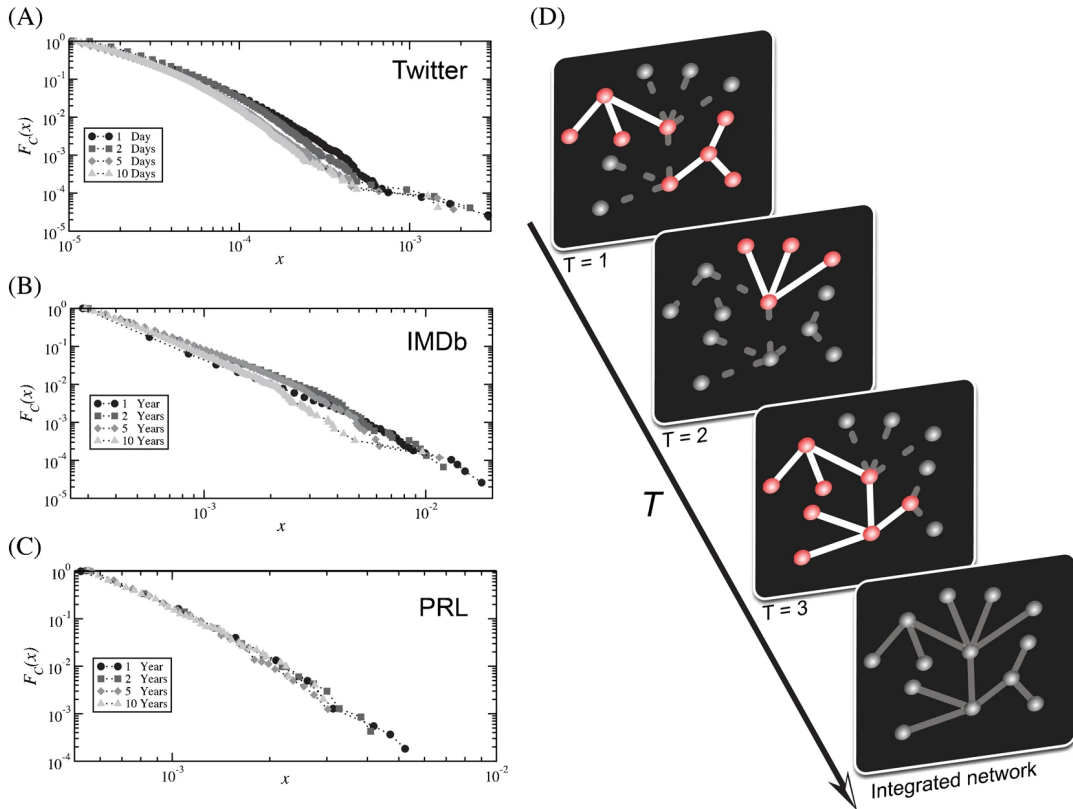 (A)
10^0
10^-1
10^-2
10^-3
10^-4
10^-5
F_C(x)
Twitter
1 Day
2 Days
5 Days
10 Days
10^-5
10^-4
10^-3
x
(B)
10^0
10^-1
10^-2
10^-3
10^-4
10^-5
F_C(x)
IMDb
1 Year
2 Years
5 Years
10 Years
10^-3
10^-2
x
(C)
10^0
10^-1
10^-2
10^-3
10^-4
F_C(x)
PRL
1 Year
2 Years
5 Years
10 Years
10^-3
10^-2
x
(D)
T = 1
T = 2
T = 3
T
Integrated network